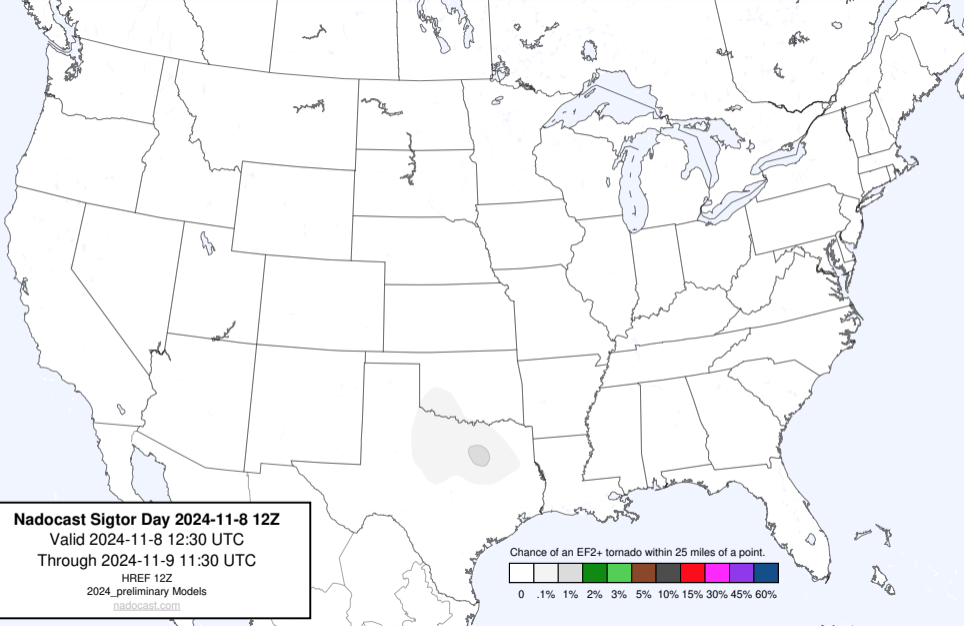 Nadocast Sigtor Day 2024-11-8 12Z
Valid 2024-11-8 12:30 UTC
Through 2024-11-9 11:30 UTC
HREF 12Z
2024_preliminary Models
nadocast.com
Chance of an EF2+ tornado within 25 miles of a point.
0 .1% 1% 2% 3% 5% 10% 15% 30% 45% 60%